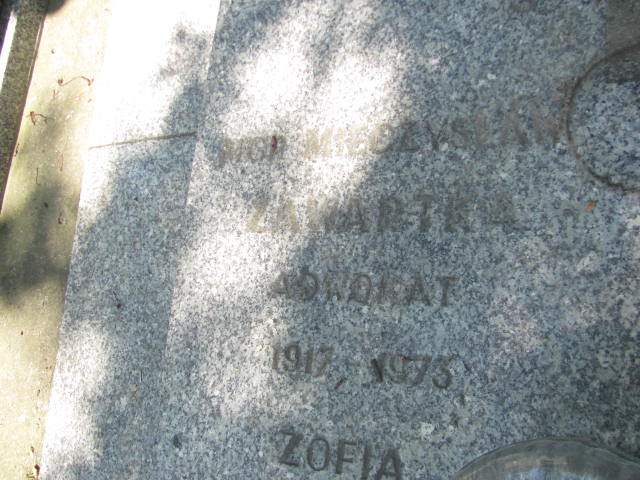 MGR MIECZYSŁAW
ZAWARTKA
ADWOKAT
1917, 1973
ZOFIA